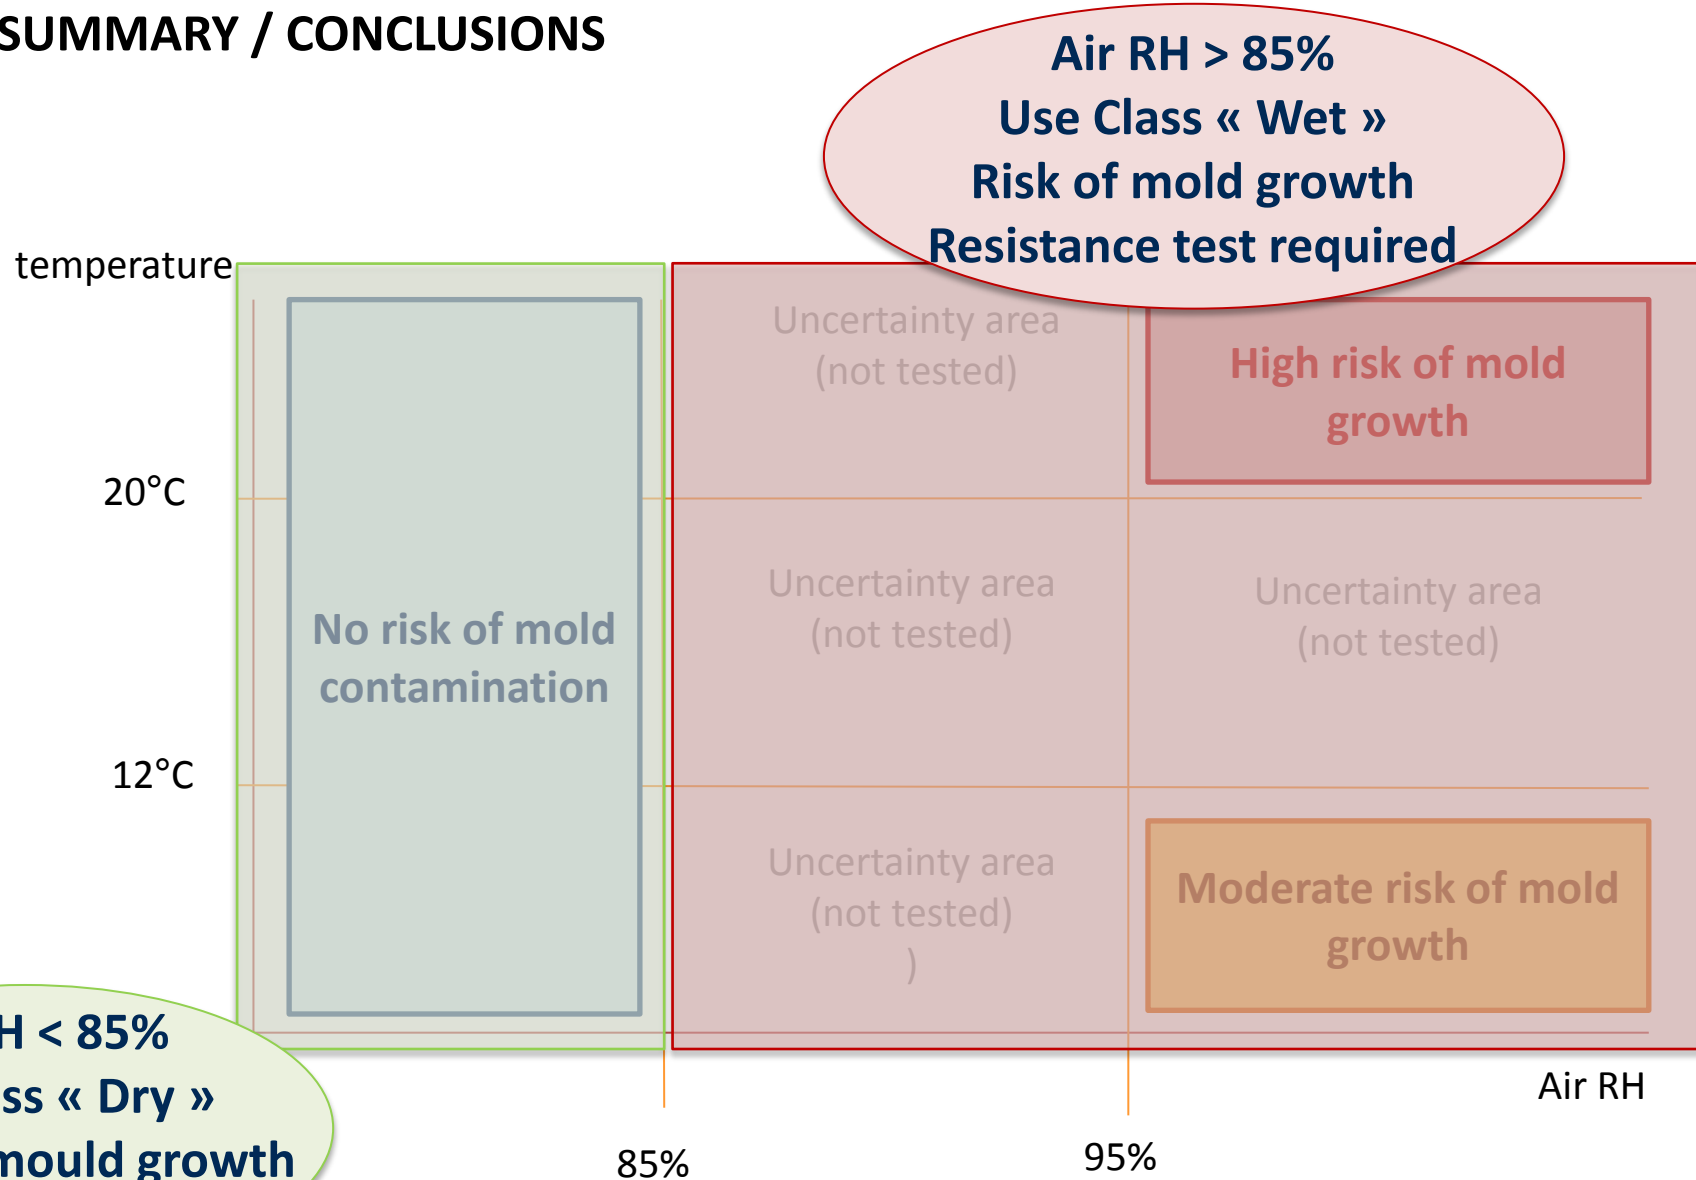 SUMMARY / CONCLUSIONS
Air RH > 85%
Use Class « Wet »
Risk of mold growth
Resistance test required
temperature
Uncertainty area
(not tested)
High risk of mold
growth
20°C
Uncertainty area
(not tested)
Uncertainty area
(not tested)
No risk of mold
contamination
12°C
Uncertainty area
(not tested)
)
Moderate risk of mold
growth
H < 85%
ss « Dry »
mould growth
Air RH
85%
95%